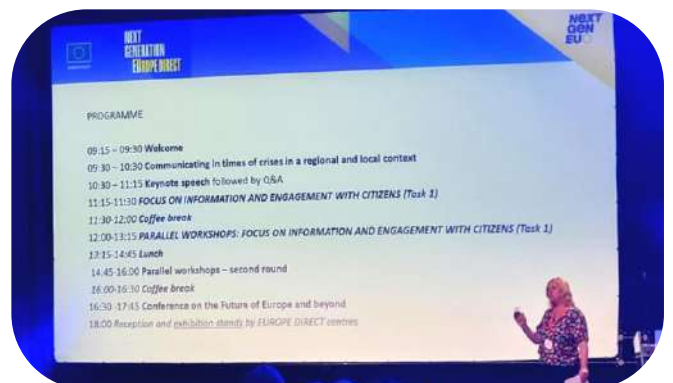 NEXT
GENERATION
EUROPE DIRECT
NEXT
GEN
EU
PROGRAMME
09:15 – 09:30 Welcome
09:30 – 10:30 Communicating in times of crises in a regional and local context
10:30 – 11:15 Keynote speech followed by Q&A
11:15-11:30 FOCUS ON INFORMATION AND ENGAGEMENT WITH CITIZENS (Task 1)
11:30-12:00 Coffee break
12:00-13:15 PARALLEL WORKSHOPS: FOCUS ON INFORMATION AND ENGAGEMENT WITH CITIZENS (Task 1)
13:15-14:45 Lunch
14:45-16:00 Parallel workshops – second round
16:00-16:30 Coffee break
16:30 -17:45 Conference on the Future of Europe and beyond
18:00 Reception and exhibition stands by EUROPE DIRECT centres